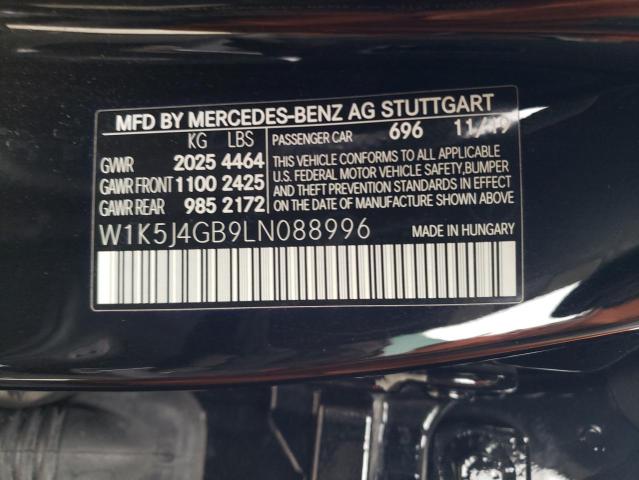 MFD BY MERCEDES-BENZ AG STUTTGART
KG LBS PASSENGER CAR 696 11/19
GVWR 2025 4464
GAWR FRONT 1100 2425
GAWR REAR 985 2172
THIS VEHICLE CONFORMS TO ALL APPLICABLE
U.S. FEDERAL MOTOR VEHICLE SAFETY,BUMPER
AND THEFT PREVENTION STANDARDS IN EFFECT
ON THE DATE OF MANUFACTURE SHOWN ABOVE
W1K5J4GB9LN088996 MADE IN HUNGARY